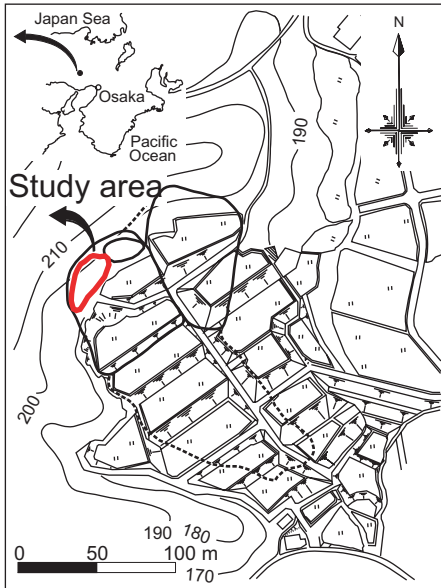 Japan Sea
N
Osaka
Pacific
Ocean
190
Study area
210
200
190
180
170
0 50 100 m